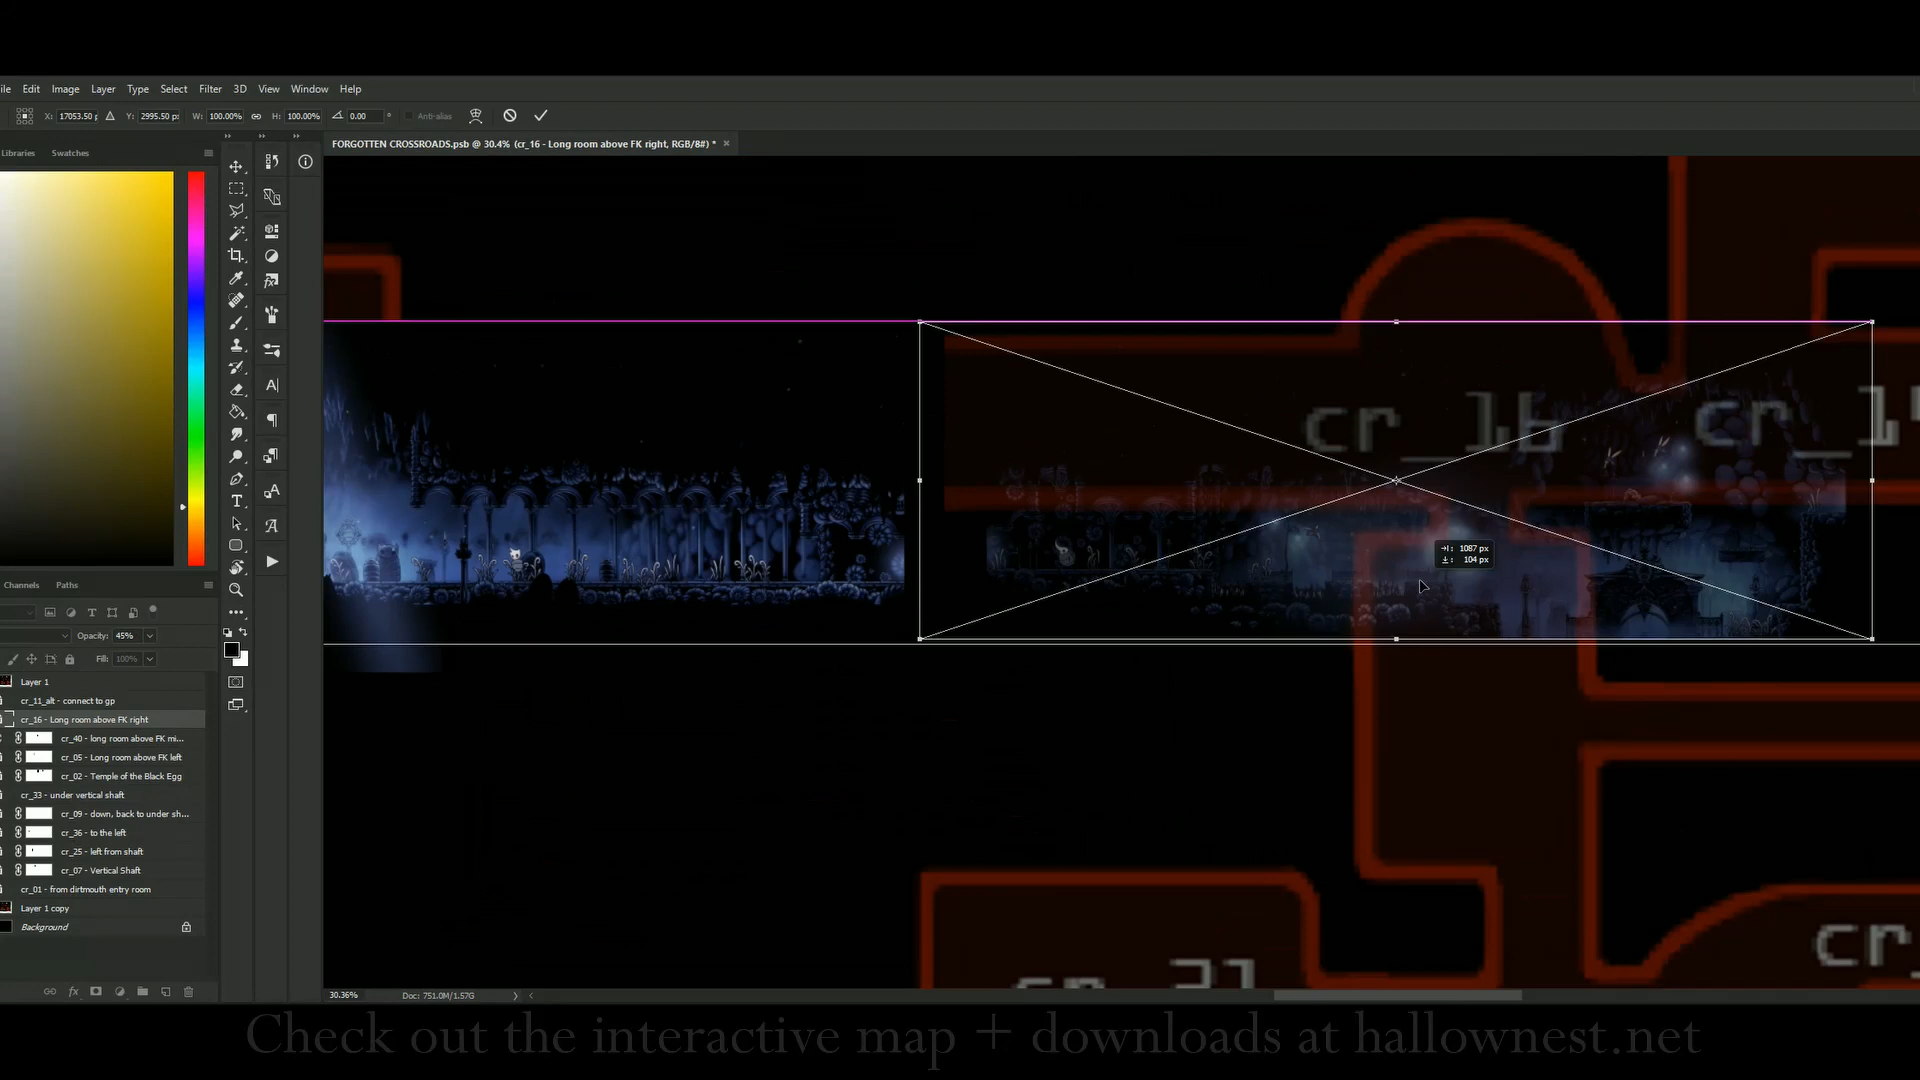 ile Edit Image Layer Type Select Filter 3D View Window Help
X: 17053.50 p Y: 2995.50 px W: 100.00% H: 100.00% 0.00 ° Anti-alias
FORGOTTEN CROSSROADS.psb @ 30.4% (cr_16 - Long room above FK right, RGB/8#) * ×
Libraries Swatches
cr_16
cr_1
1087 px
104 px
Channels Paths
Opacity: 45%
Fill: 100%
Layer 1
cr_11_alt - connect to gp
cr_16 - Long room above FK right
cr_40 - long room above FK mi...
cr_05 - Long room above FK left
cr_02 - Temple of the Black Egg
cr_33 - under vertical shaft
cr_09 - down, back to under sh...
cr_36 - to the left
cr_25 - left from shaft
cr_07 - Vertical Shaft
cr_01 - from dirtmouth entry room
Layer 1 copy
Background
cr_
cr_21
30.36% Doc: 751.0M/1.57G
Check out the interactive map + downloads at hallownest.net